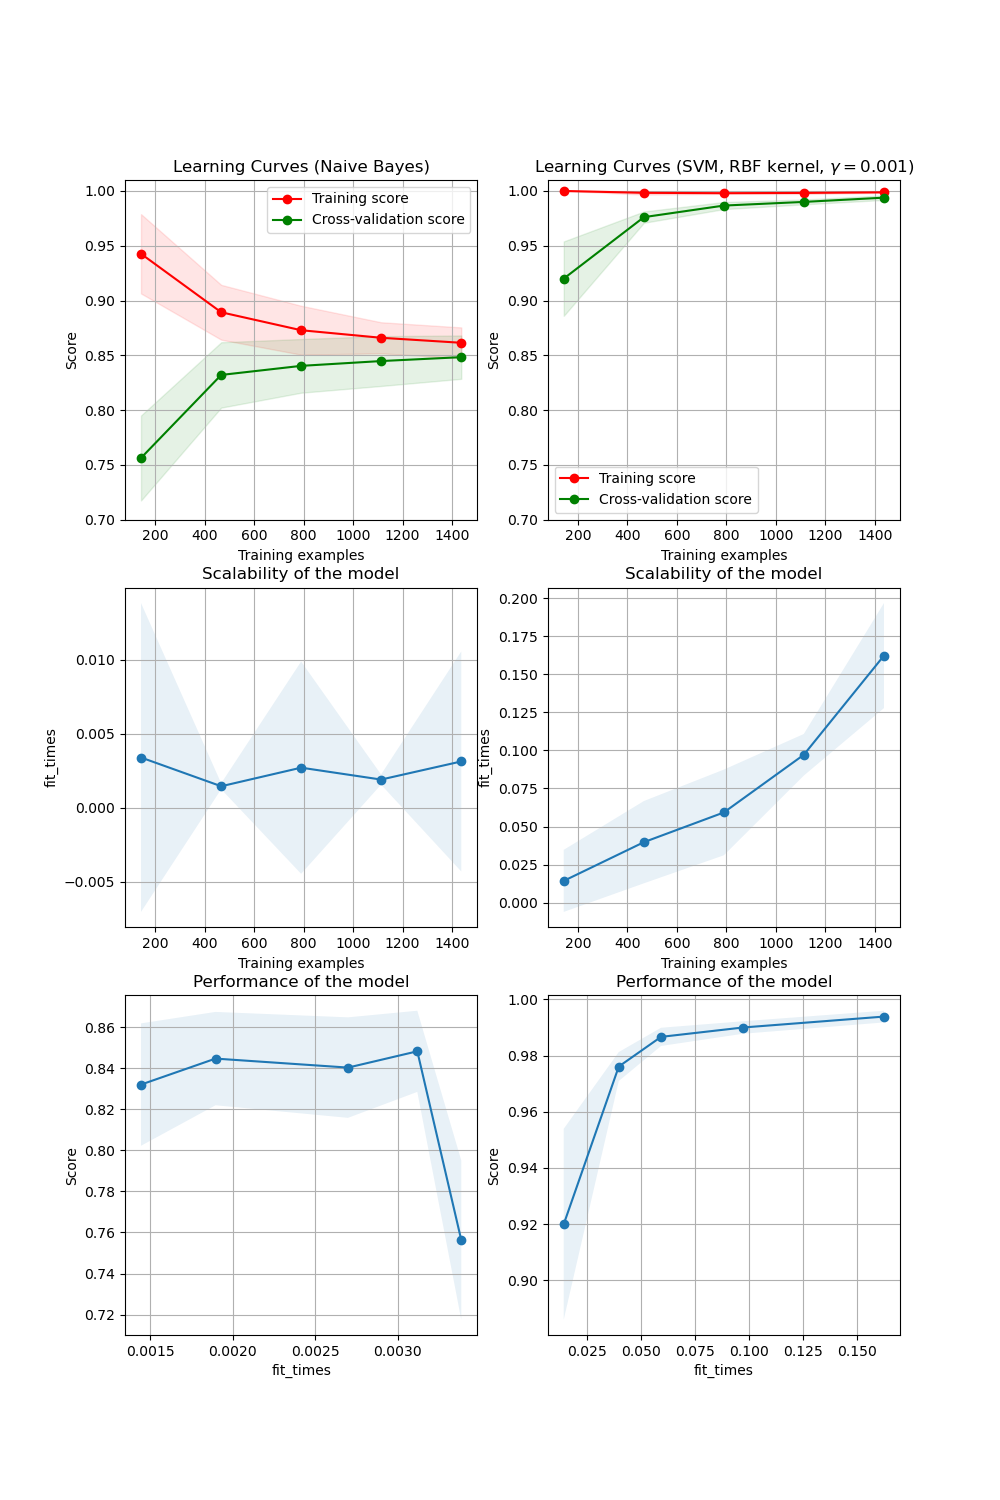 Learning Curves (Naive Bayes)
1.00
0.95
0.90
0.85
0.80
0.75
0.70
Score
Training score
Cross-validation score
200 400 600 800 1000 1200 1400
Training examples
Learning Curves (SVM, RBF kernel, γ = 0.001)
1.00
0.95
0.90
0.85
0.80
0.75
0.70
Score
Training score
Cross-validation score
200 400 600 800 1000 1200 1400
Training examples
Scalability of the model
0.010
0.005
0.000
−0.005
fit_times
200 400 600 800 1000 1200 1400
Training examples
Scalability of the model
0.200
0.175
0.150
0.125
0.100
0.075
0.050
0.025
0.000
fit_times
200 400 600 800 1000 1200 1400
Training examples
Performance of the model
0.86
0.84
0.82
0.80
0.78
0.76
0.74
0.72
Score
0.0015 0.0020 0.0025 0.0030
fit_times
Performance of the model
1.00
0.98
0.96
0.94
0.92
0.90
Score
0.025 0.050 0.075 0.100 0.125 0.150
fit_times